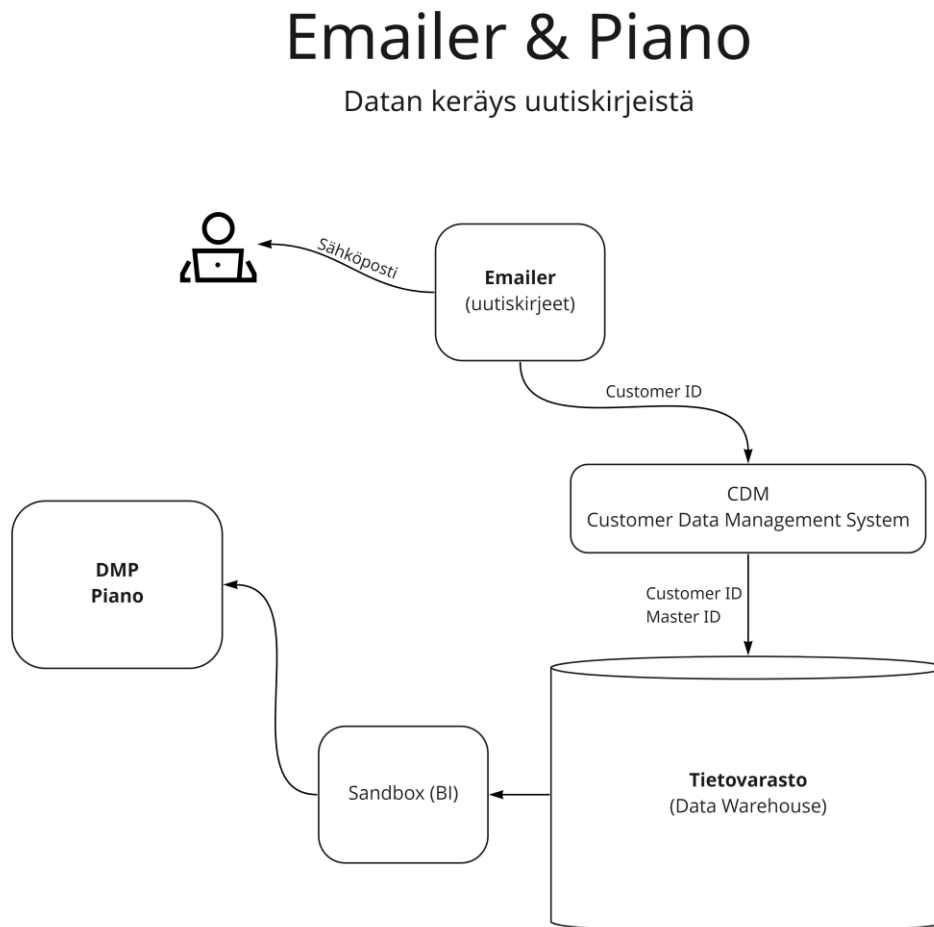 Emailer & Piano
Datan keräys uutiskirjeistä
Sähköposti
Emailer
(uutiskirjeet)
Customer ID
CDM
Customer Data Management System
DMP
Piano
Customer ID
Master ID
Sandbox (BI)
Tietovarasto
(Data Warehouse)